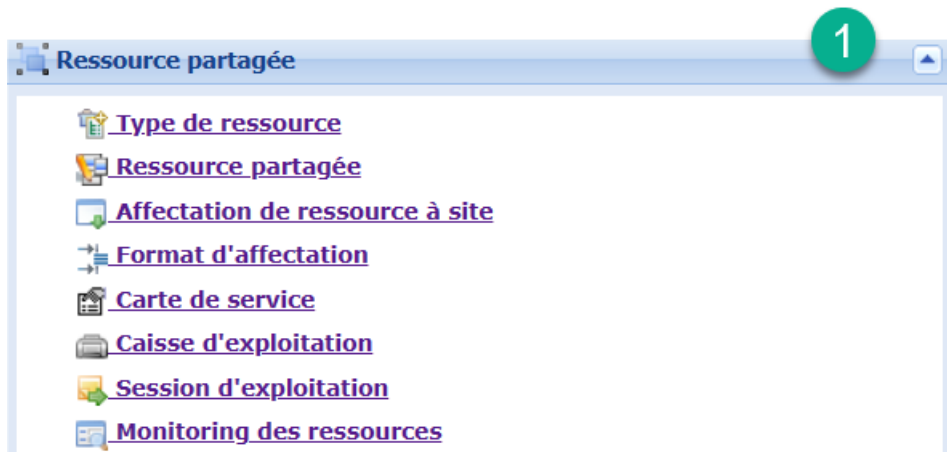 1
Ressource partagée
Type de ressource
Ressource partagée
Affectation de ressource à site
Format d'affectation
Carte de service
Caisse d'exploitation
Session d'exploitation
Monitoring des ressources